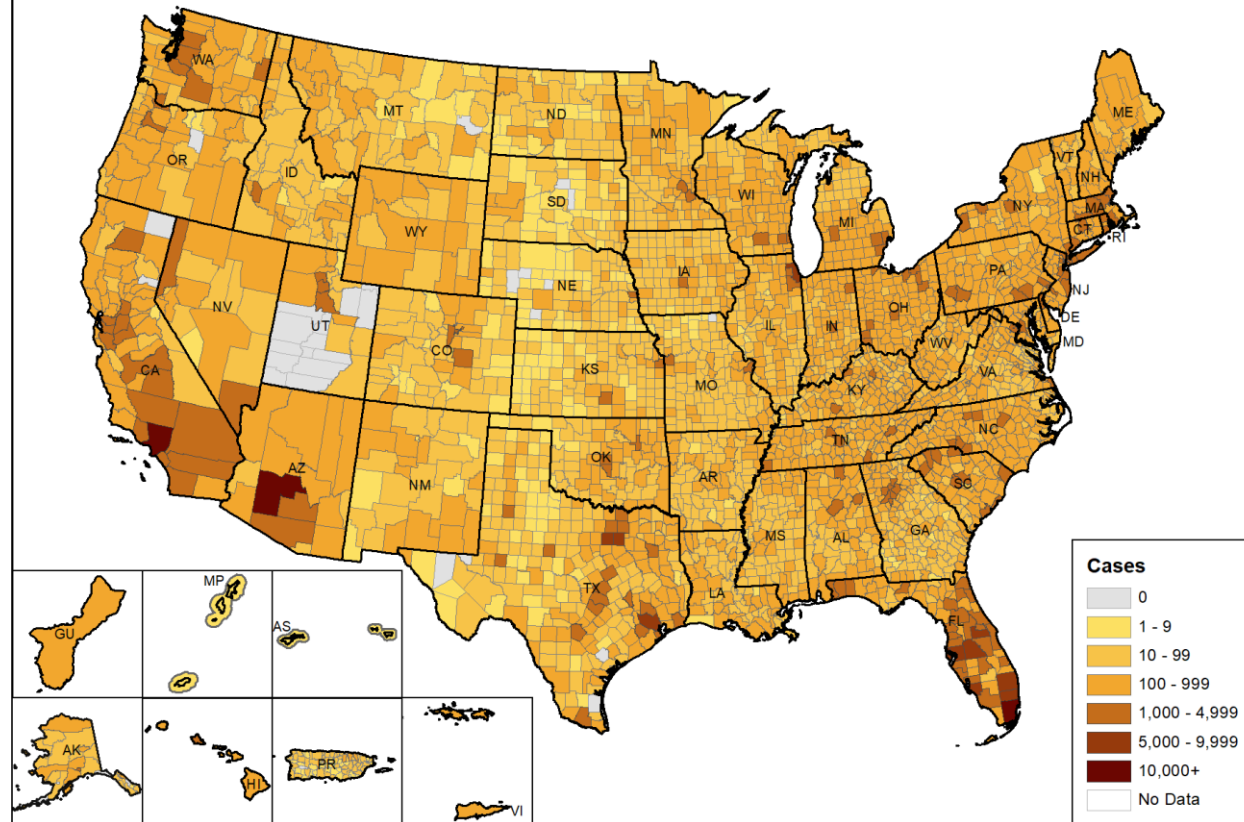 WA
MT
ND
MN
ME
OR
ID
SD
WI
MI
VT
NH
NY
MA
CT
RI
WY
IA
NE
PA
NJ
NV
UT
CO
IL
IN
OH
DE
MD
WV
VA
CA
KS
MO
KY
AZ
NM
OK
AR
TN
NC
SC
MS
AL
GA
TX
LA
FL
GU
MP
AS
AK
HI
PR
VI
Cases
0
1 - 9
10 - 99
100 - 999
1,000 - 4,999
5,000 - 9,999
10,000+
No Data